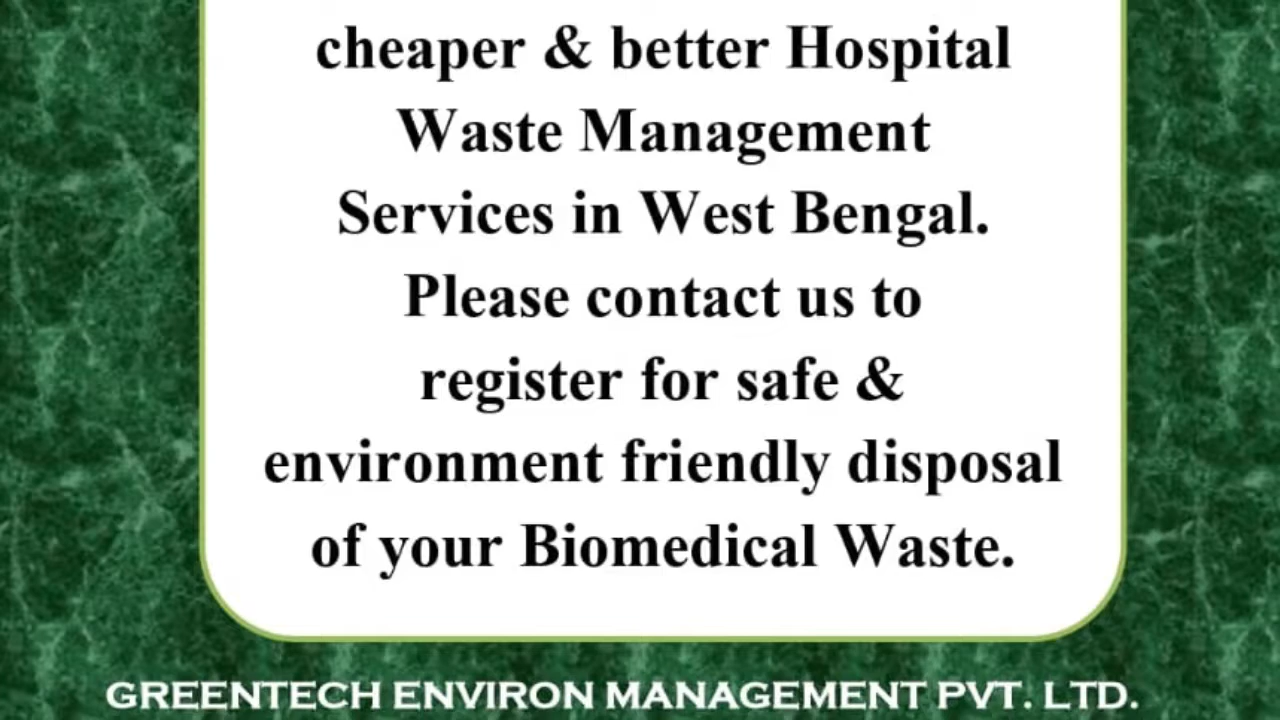 cheaper & better Hospital
Waste Management
Services in West Bengal.
Please contact us to
register for safe &
environment friendly disposal
of your Biomedical Waste.
GREENTECH ENVIRON MANAGEMENT PVT. LTD.